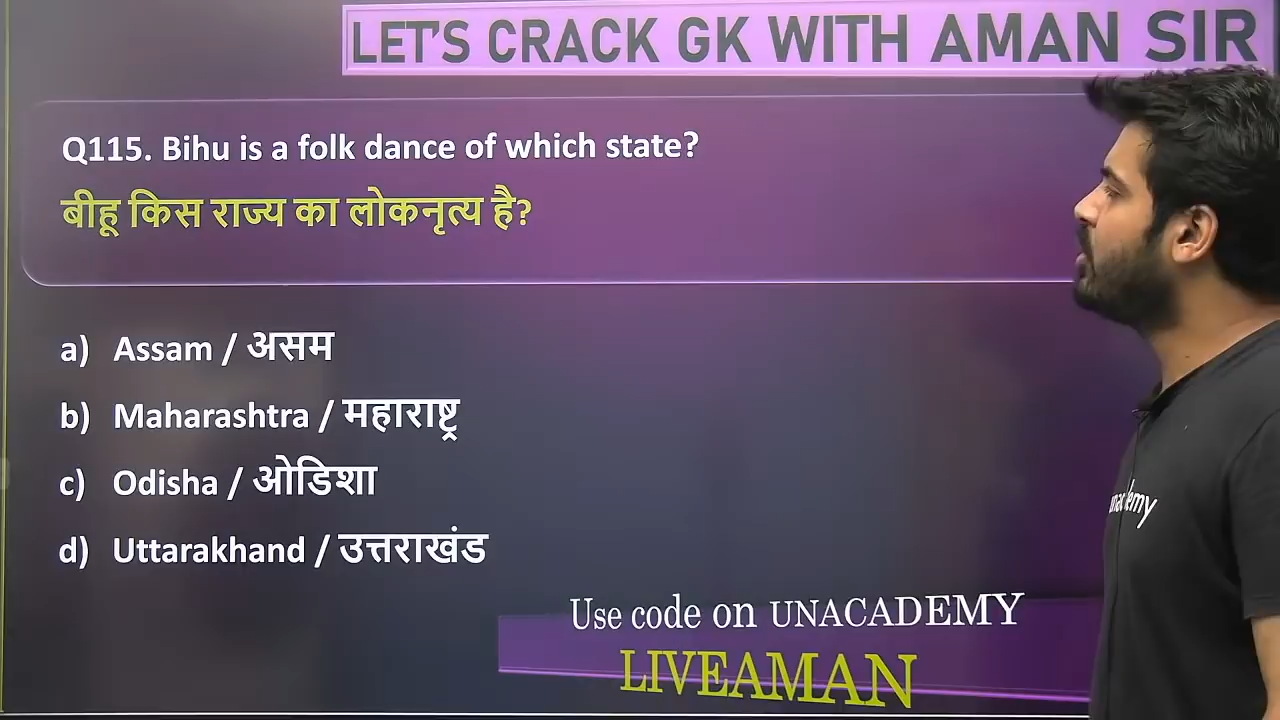 LET'S CRACK GK WITH AMAN SIR
Q115. Bihu is a folk dance of which state?
बीहू किस राज्य का लोकनृत्य है?
a) Assam / असम
b) Maharashtra / महाराष्ट्र
c) Odisha / ओडिशा
d) Uttarakhand / उत्तराखंड
Use code on UNACADEMY
LIVEAMAN